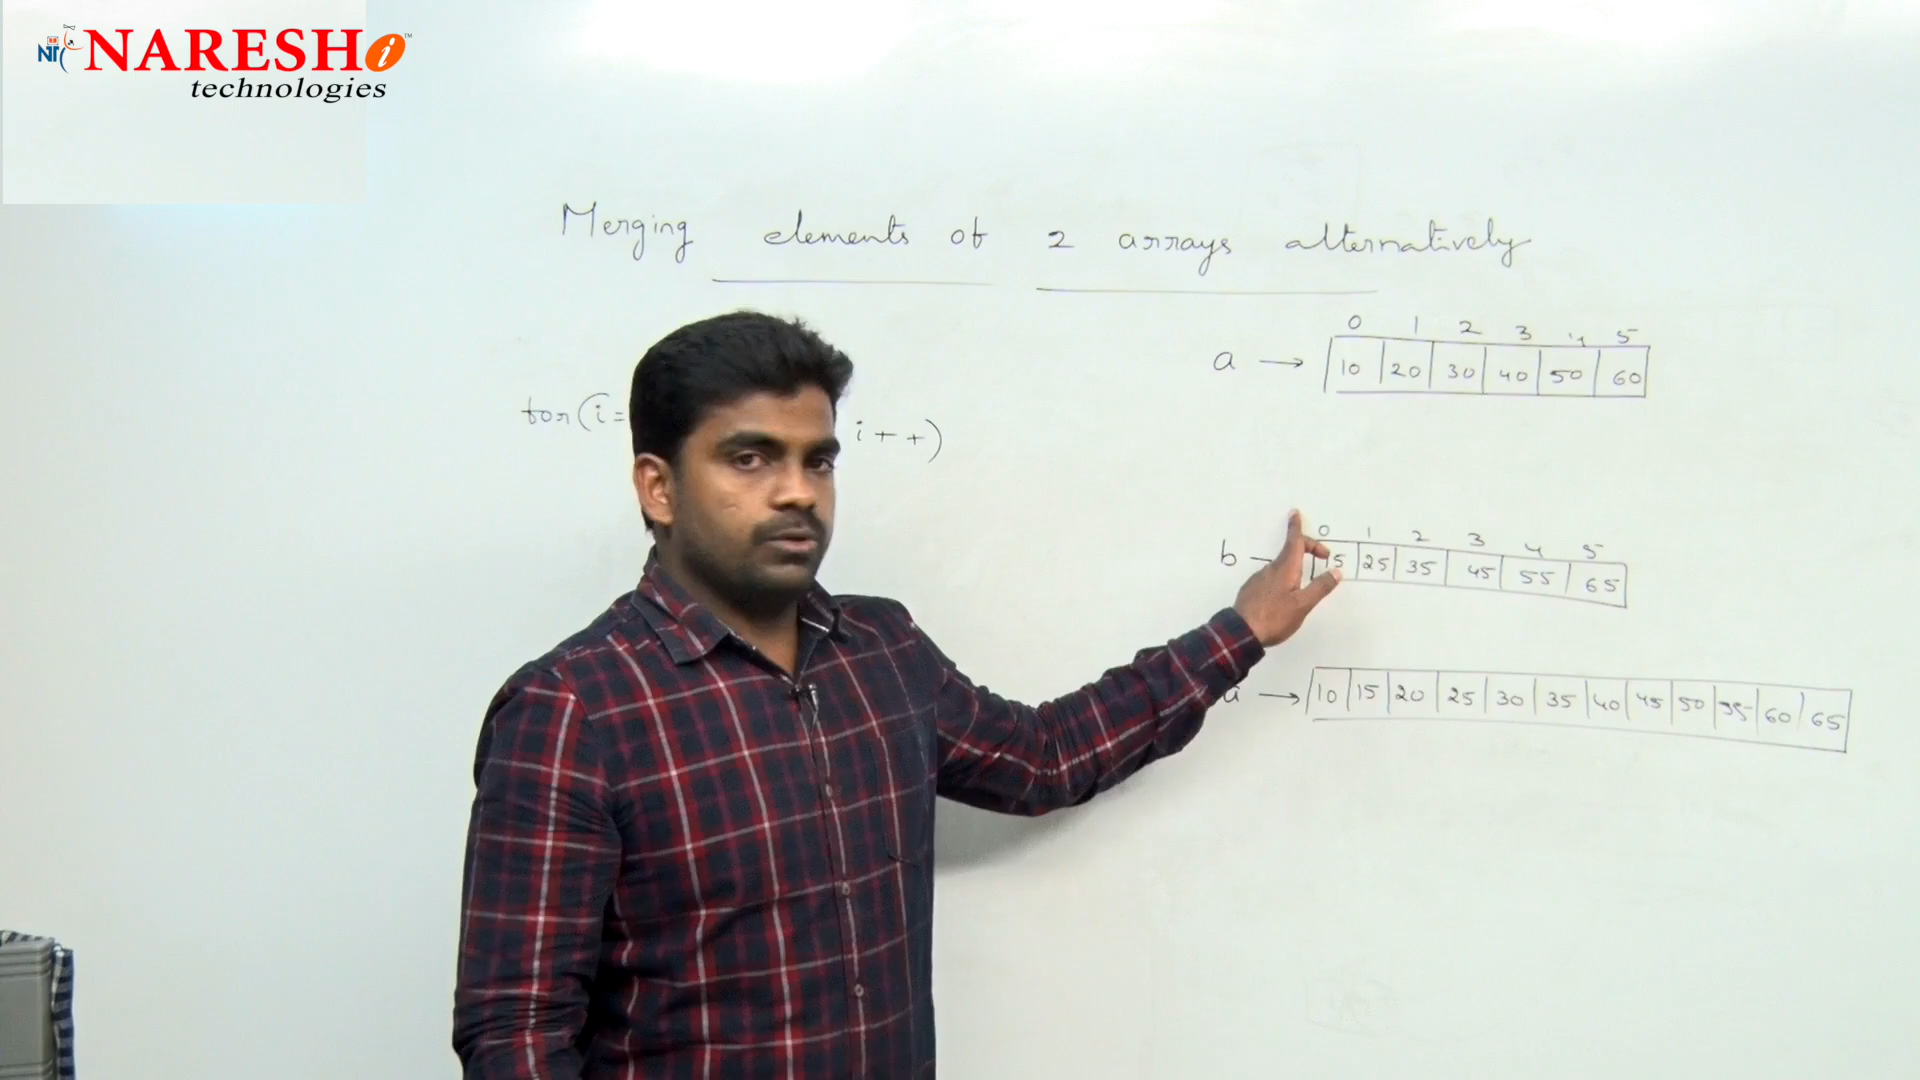 NTC NARESH i ™
technologies
Merging elements of 2 arrays alternatively
0 1 2 3 4 5
a → 10 20 30 40 50 60
for(i= i++)
0 1 2 3 4 5
b → 15 25 35 45 55 65
a → 10 15 20 25 30 35 40 45 50 55 60 65